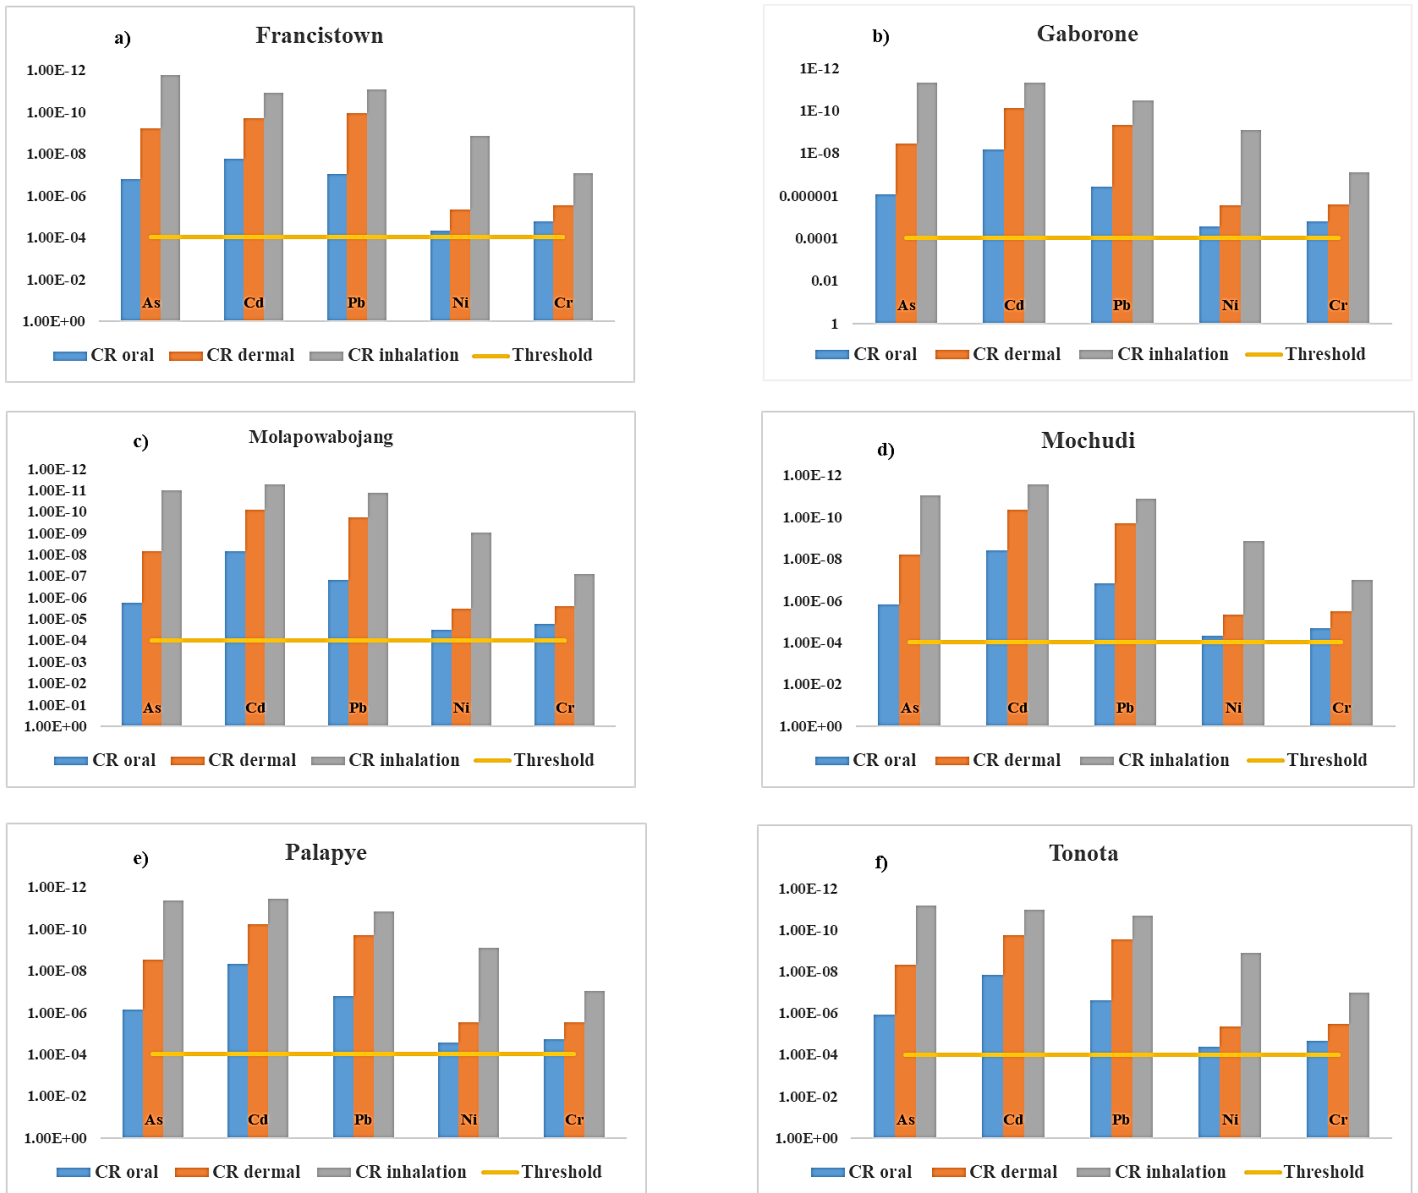 a) Francistown
1.00E-12
1.00E-10
1.00E-08
1.00E-06
1.00E-04
1.00E-02
1.00E+00
As Cd Pb Ni Cr
CR oral CR dermal CR inhalation Threshold
b) Gaborone
1E-12
1E-10
1E-08
0.000001
0.0001
0.01
1
As Cd Pb Ni Cr
CR oral CR dermal CR inhalation Threshold
c) Molapowabojang
1.00E-12
1.00E-11
1.00E-10
1.00E-09
1.00E-08
1.00E-07
1.00E-06
1.00E-05
1.00E-04
1.00E-03
1.00E-02
1.00E-01
1.00E+00
As Cd Pb Ni Cr
CR oral CR dermal CR inhalation Threshold
d) Mochudi
1.00E-12
1.00E-10
1.00E-08
1.00E-06
1.00E-04
1.00E-02
1.00E+00
As Cd Pb Ni Cr
CR oral CR dermal CR inhalation Threshold
e) Palapye
1.00E-12
1.00E-10
1.00E-08
1.00E-06
1.00E-04
1.00E-02
1.00E+00
As Cd Pb Ni Cr
CR oral CR dermal CR inhalation Threshold
f) Tonota
1.00E-12
1.00E-10
1.00E-08
1.00E-06
1.00E-04
1.00E-02
1.00E+00
As Cd Pb Ni Cr
CR oral CR dermal CR inhalation Threshold